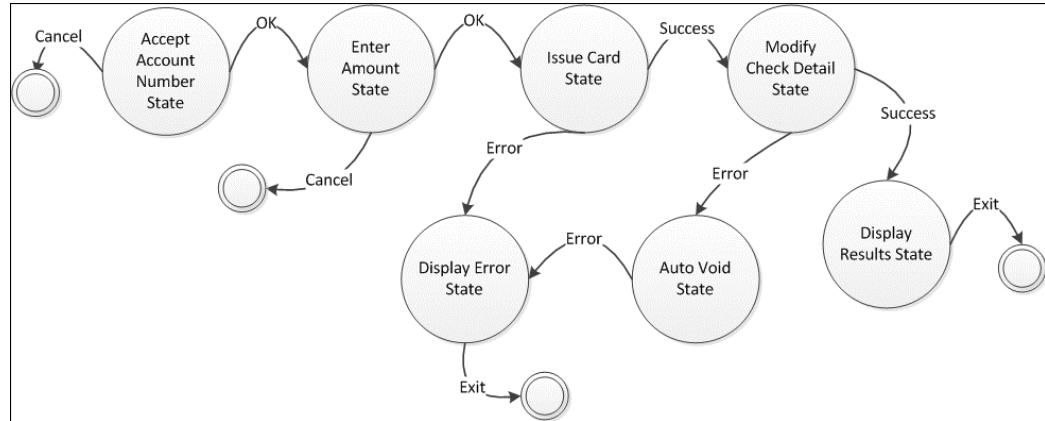 Cancel
Accept
Account
Number
State
OK
Enter
Amount
State
OK
Issue Card
State
Success
Modify
Check Detail
State
Success
Cancel
Error
Error
Display Error
State
Error
Auto Void
State
Display
Results State
Exit
Exit